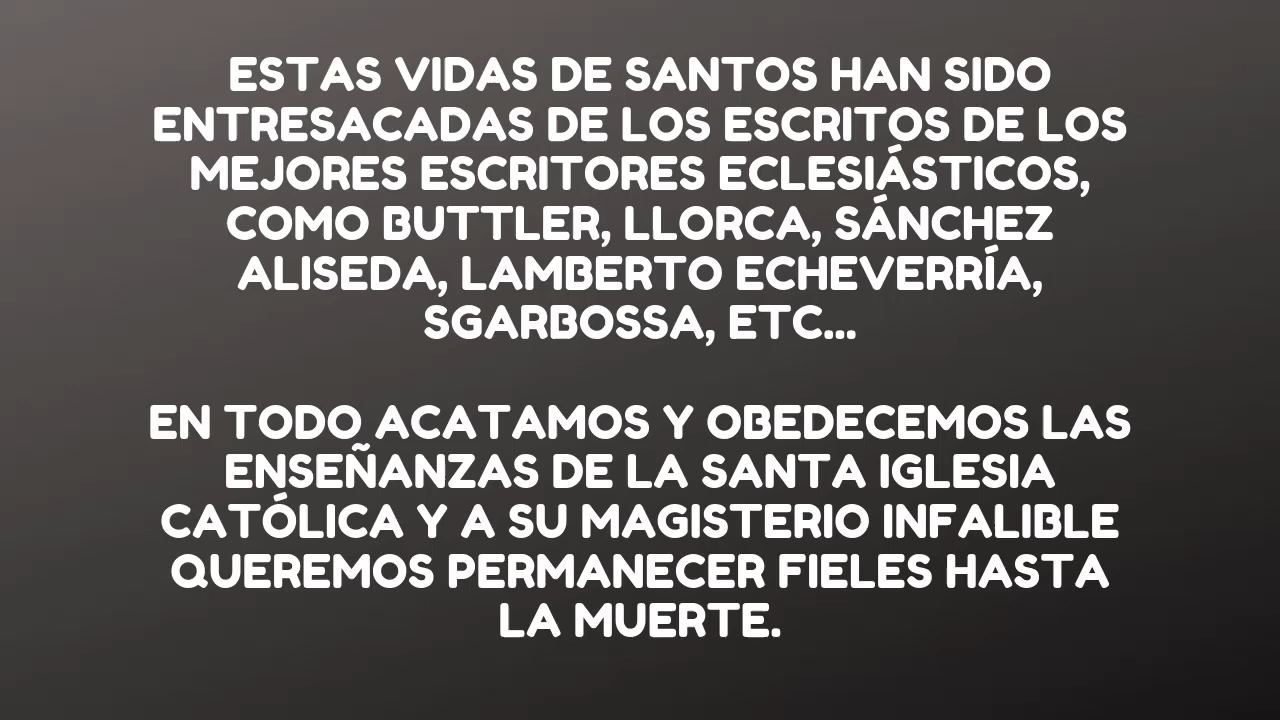 ESTAS VIDAS DE SANTOS HAN SIDO
ENTRESACADAS DE LOS ESCRITOS DE LOS
MEJORES ESCRITORES ECLESIÁSTICOS,
COMO BUTTLER, LLORCA, SÁNCHEZ
ALISEDA, LAMBERTO ECHEVERRÍA,
SGARBOSSA, ETC...
EN TODO ACATAMOS Y OBEDECEMOS LAS
ENSEÑANZAS DE LA SANTA IGLESIA
CATÓLICA Y A SU MAGISTERIO INFALIBLE
QUEREMOS PERMANECER FIELES HASTA
LA MUERTE.